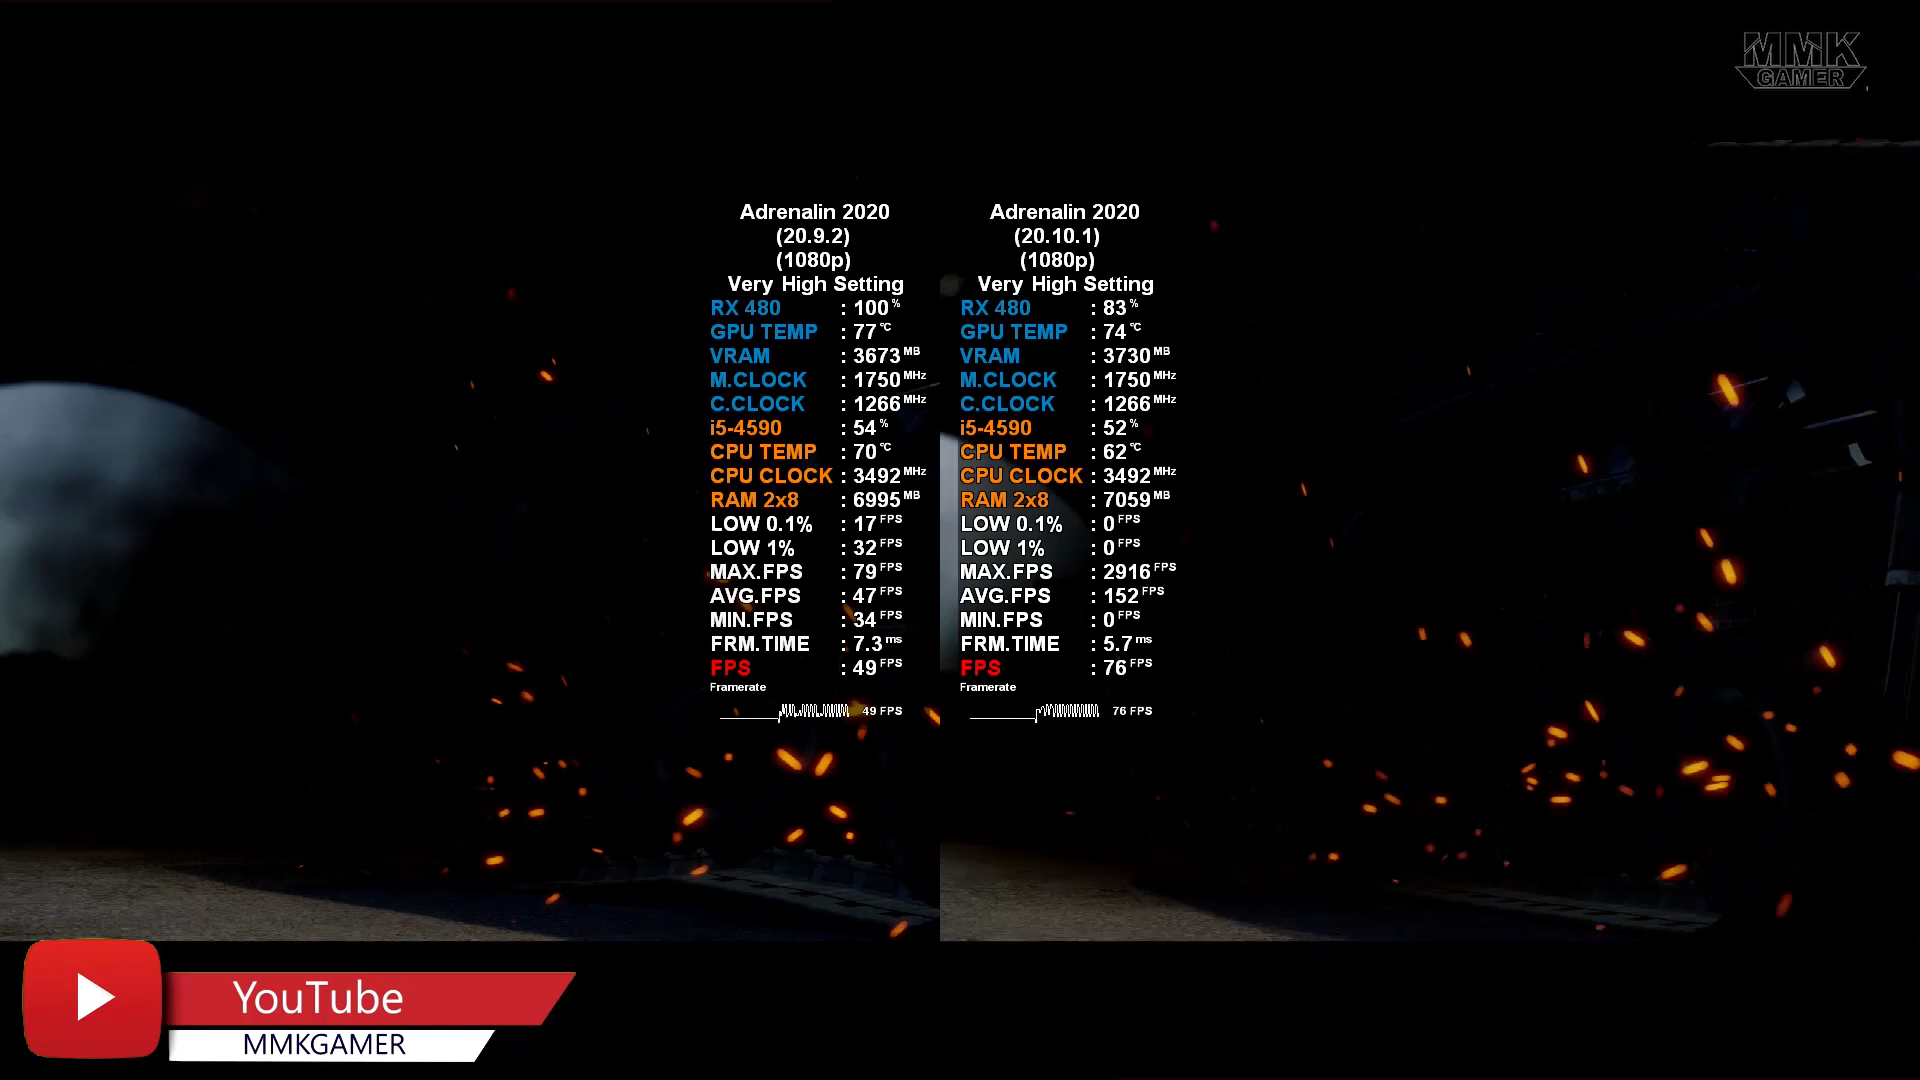 MMK
GAMER
Adrenalin 2020
(20.9.2)
(1080p)
Very High Setting
RX 480 : 100 %
GPU TEMP : 77 °C
VRAM : 3673 MB
M.CLOCK : 1750 MHz
C.CLOCK : 1266 MHz
i5-4590 : 54 %
CPU TEMP : 70 °C
CPU CLOCK : 3492 MHz
RAM 2x8 : 6995 MB
LOW 0.1% : 17 FPS
LOW 1% : 32 FPS
MAX.FPS : 79 FPS
AVG.FPS : 47 FPS
MIN.FPS : 34 FPS
FRM.TIME : 7.3 ms
FPS : 49 FPS
Framerate
49 FPS
Adrenalin 2020
(20.10.1)
(1080p)
Very High Setting
RX 480 : 83 %
GPU TEMP : 74 °C
VRAM : 3730 MB
M.CLOCK : 1750 MHz
C.CLOCK : 1266 MHz
i5-4590 : 52 %
CPU TEMP : 62 °C
CPU CLOCK : 3492 MHz
RAM 2x8 : 7059 MB
LOW 0.1% : 0 FPS
LOW 1% : 0 FPS
MAX.FPS : 2916 FPS
AVG.FPS : 152 FPS
MIN.FPS : 0 FPS
FRM.TIME : 5.7 ms
FPS : 76 FPS
Framerate
76 FPS
YouTube
MMKGAMER